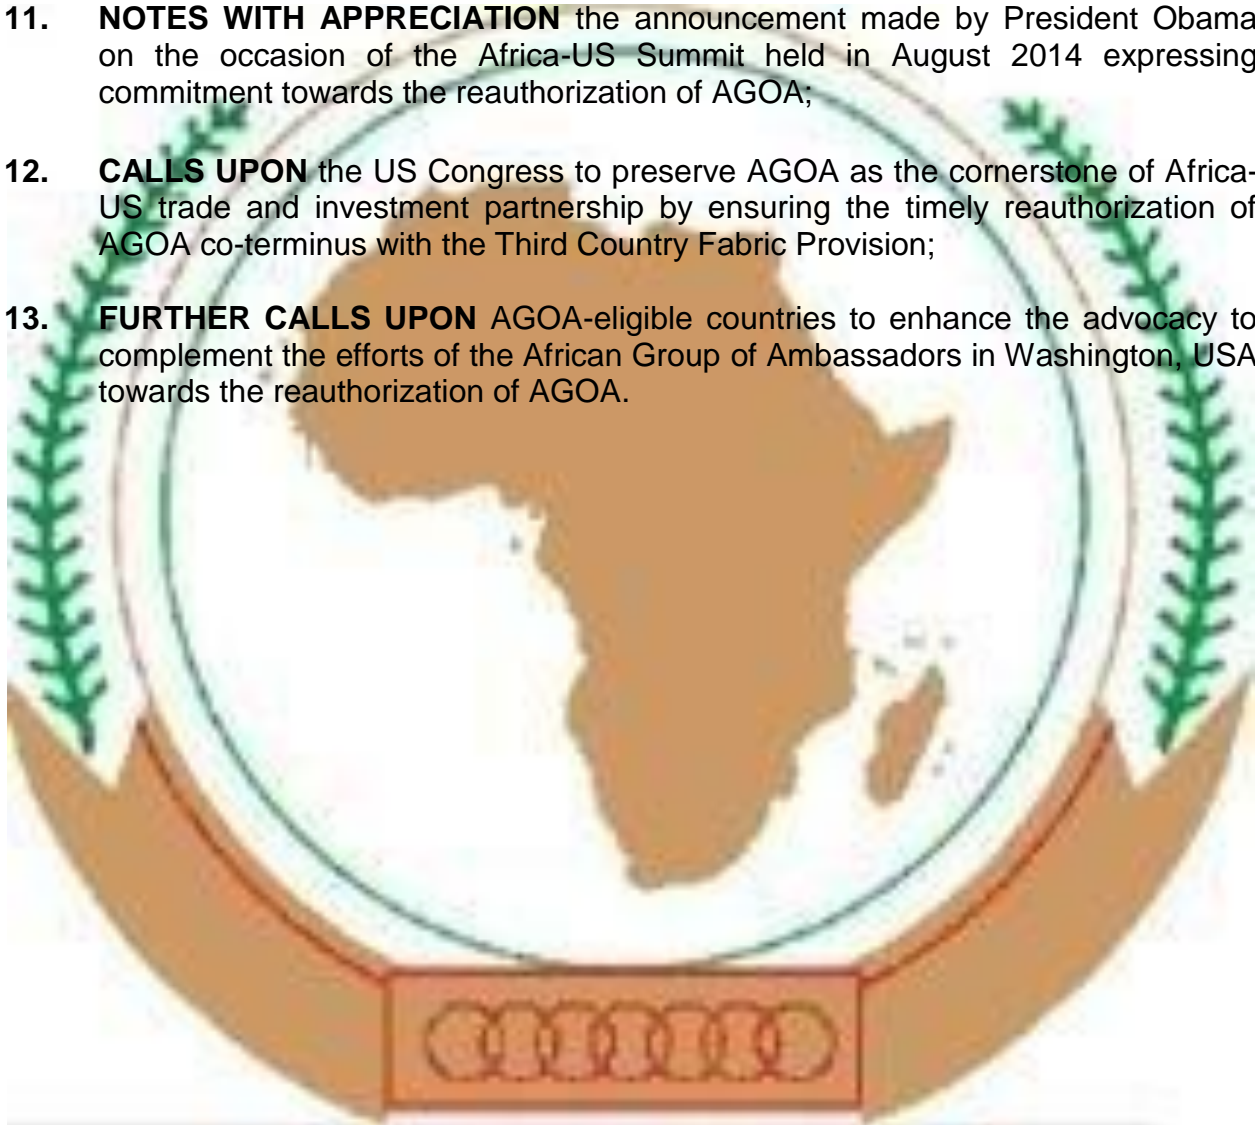 11. NOTES WITH APPRECIATION the announcement made by President Obama
on the occasion of the Africa-US Summit held in August 2014 expressing
commitment towards the reauthorization of AGOA;
12. CALLS UPON the US Congress to preserve AGOA as the cornerstone of Africa-
US trade and investment partnership by ensuring the timely reauthorization of
AGOA co-terminus with the Third Country Fabric Provision;
13. FURTHER CALLS UPON AGOA-eligible countries to enhance the advocacy to
complement the efforts of the African Group of Ambassadors in Washington, USA
towards the reauthorization of AGOA.